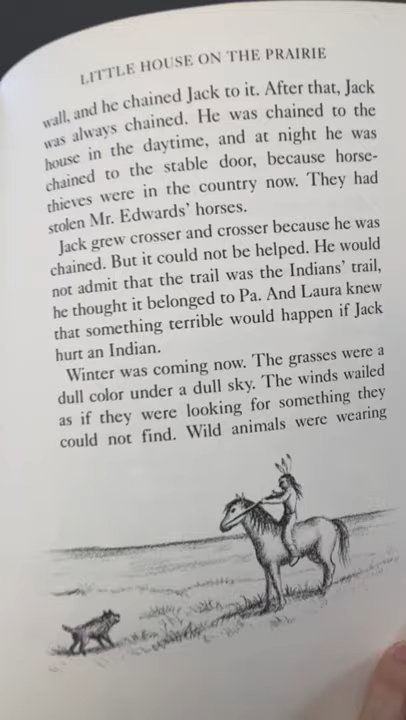 LITTLE HOUSE ON THE PRAIRIE
wall, and he chained Jack to it. After that, Jack
was always chained. He was chained to the
house in the daytime, and at night he was
chained to the stable door, because horse-
thieves were in the country now. They had
stolen Mr. Edwards' horses.
Jack grew crosser and crosser because he was
chained. But it could not be helped. He would
not admit that the trail was the Indians' trail,
he thought it belonged to Pa. And Laura knew
that something terrible would happen if Jack
hurt an Indian.
Winter was coming now. The grasses were a
dull color under a dull sky. The winds wailed
as if they were looking for something they
could not find. Wild animals were wearing